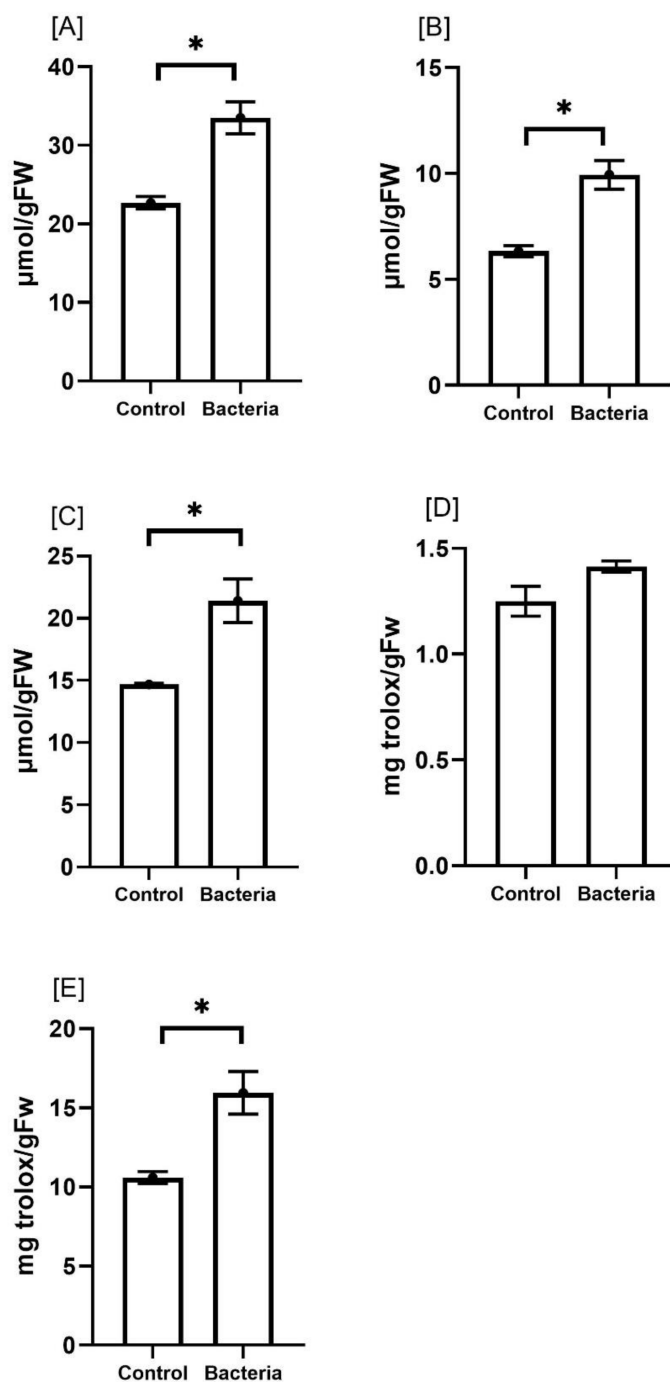 [A]
*
40
30
20
10
0
µmol/gFW
Control Bacteria
[B]
*
15
10
5
0
µmol/gFW
Control Bacteria
[C]
*
25
20
15
10
5
0
µmol/gFW
Control Bacteria
[D]
1.5
1.0
0.5
0.0
mg trolox/gFw
Control Bacteria
[E]
*
20
15
10
5
0
mg trolox/gFw
Control Bacteria